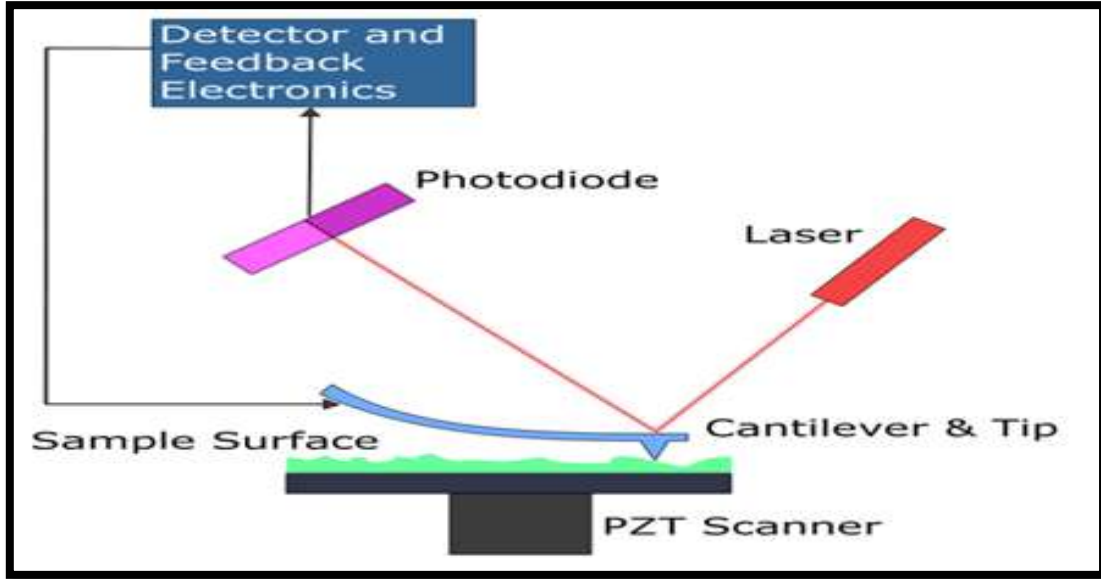 Detector and
Feedback
Electronics
Photodiode
Laser
Cantilever & Tip
Sample Surface
PZT Scanner